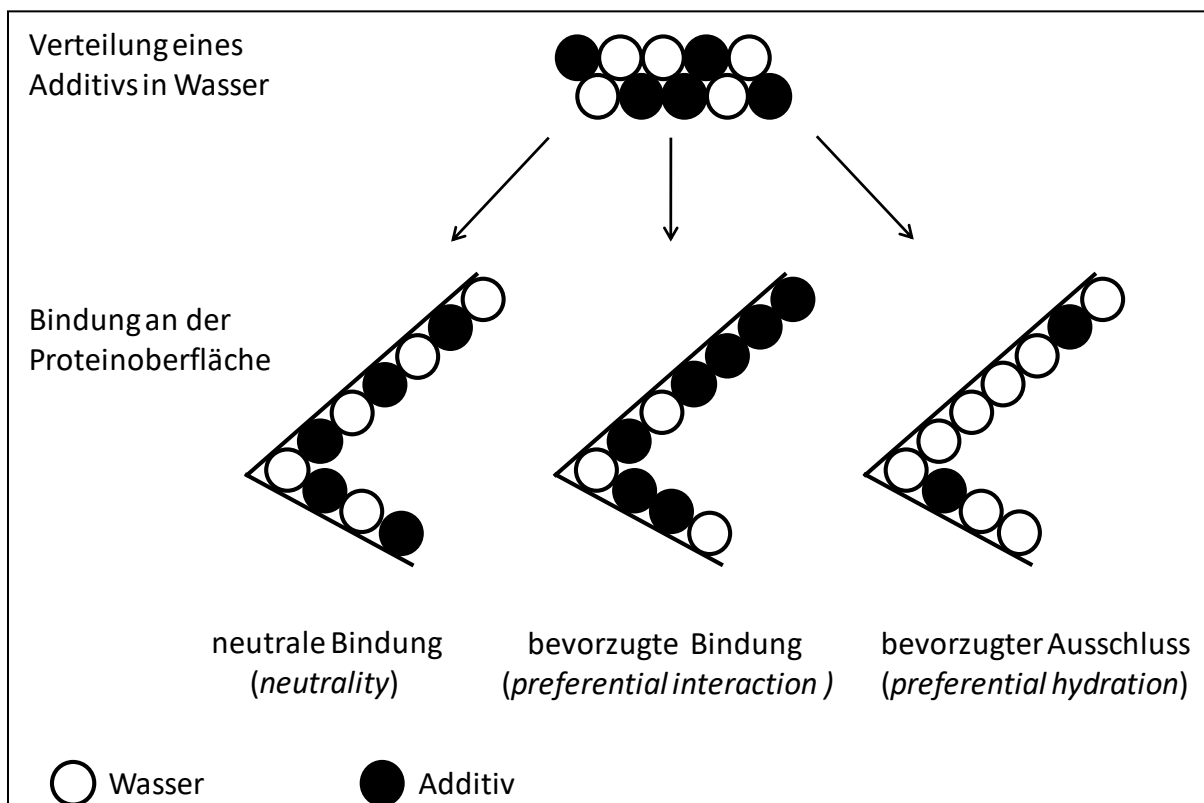 Verteilung eines
Additivs in Wasser
Bindung an der
Proteinoberfläche
neutrale Bindung
(neutrality)
bevorzugte Bindung
(preferential interaction )
bevorzugter Ausschluss
(preferential hydration)
Wasser
Additiv